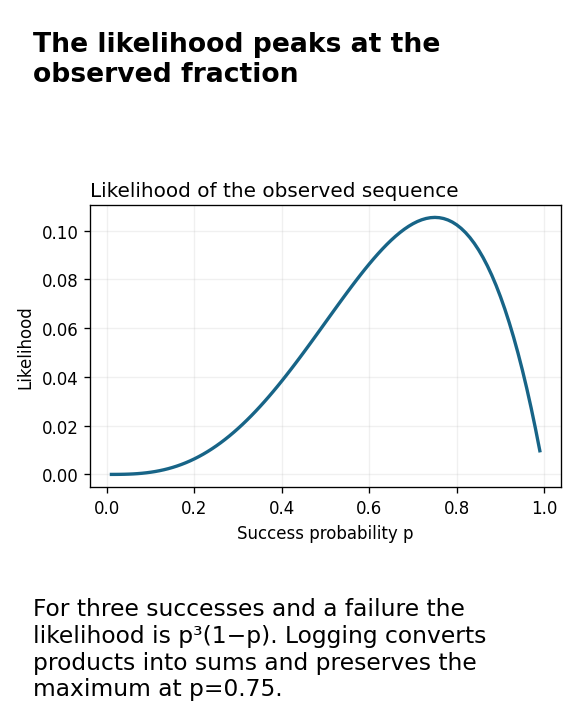 The likelihood peaks at the
observed fraction
Likelihood of the observed sequence
0.10
0.08
0.06
0.04
0.02
0.00
Likelihood
0.0 0.2 0.4 0.6 0.8 1.0
Success probability p
For three successes and a failure the
likelihood is p³(1−p). Logging converts
products into sums and preserves the
maximum at p=0.75.